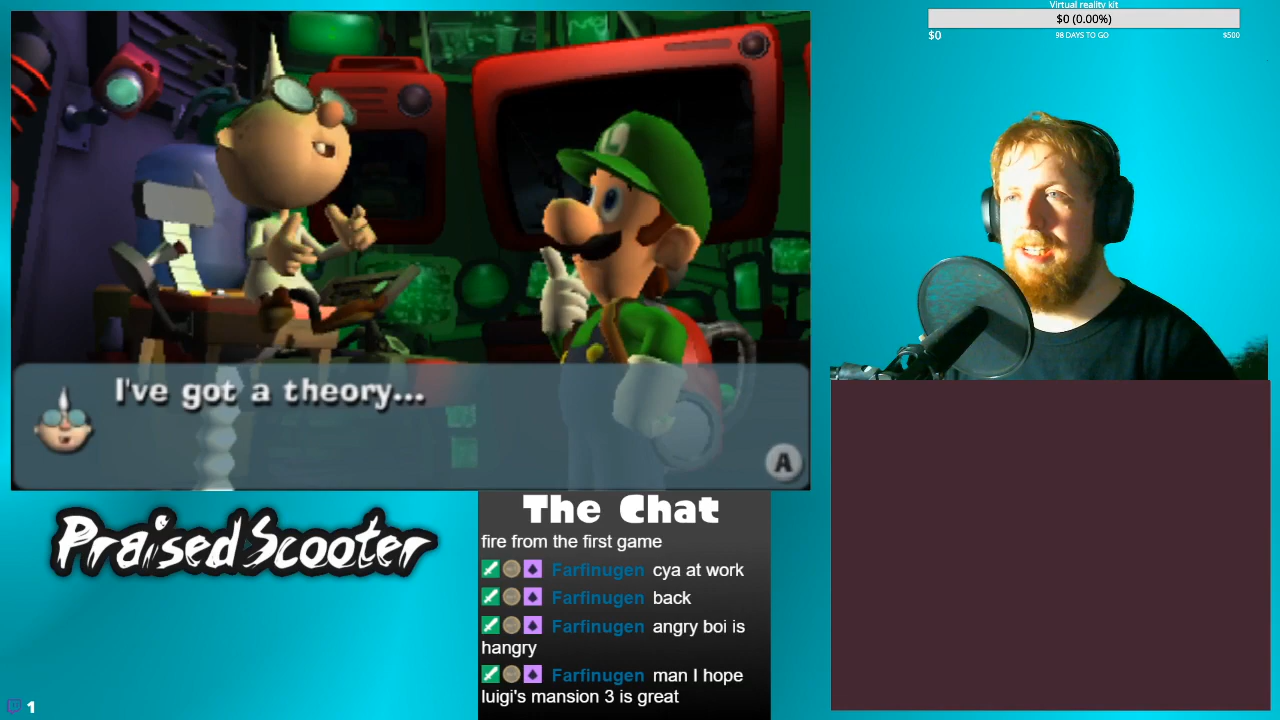 Virtual reality kit
$0 (0.00%)
$0
98 DAYS TO GO
$500
L
I've got a theory...
A
Praised Scooter
The Chat
fire from the first game
Farfinugen cya at work
Farfinugen back
Farfinugen angry boi is
hangry
Farfinugen man I hope
luigi's mansion 3 is great
1